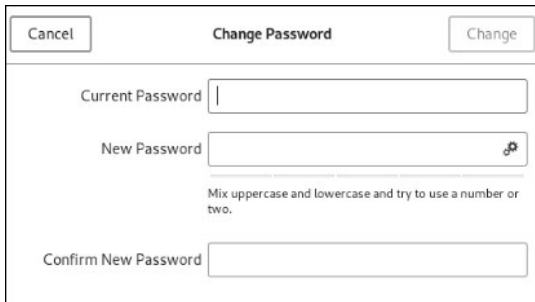 Cancel Change Password Change
Current Password
New Password
Mix uppercase and lowercase and try to use a number or
two.
Confirm New Password